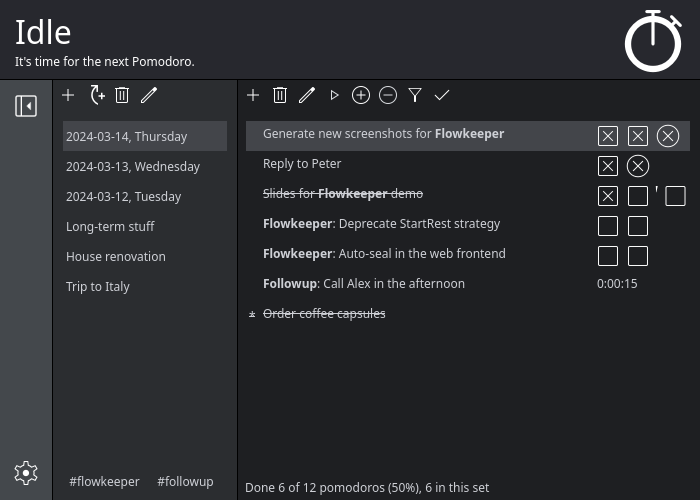 Idle
It's time for the next Pomodoro.
2024-03-14, Thursday
2024-03-13, Wednesday
2024-03-12, Tuesday
Long-term stuff
House renovation
Trip to Italy
#flowkeeper #followup
Generate new screenshots for Flowkeeper
Reply to Peter
Slides for Flowkeeper demo
Flowkeeper: Deprecate StartRest strategy
Flowkeeper: Auto-seal in the web frontend
Followup: Call Alex in the afternoon 0:00:15
Order coffee capsules
Done 6 of 12 pomodoros (50%), 6 in this set